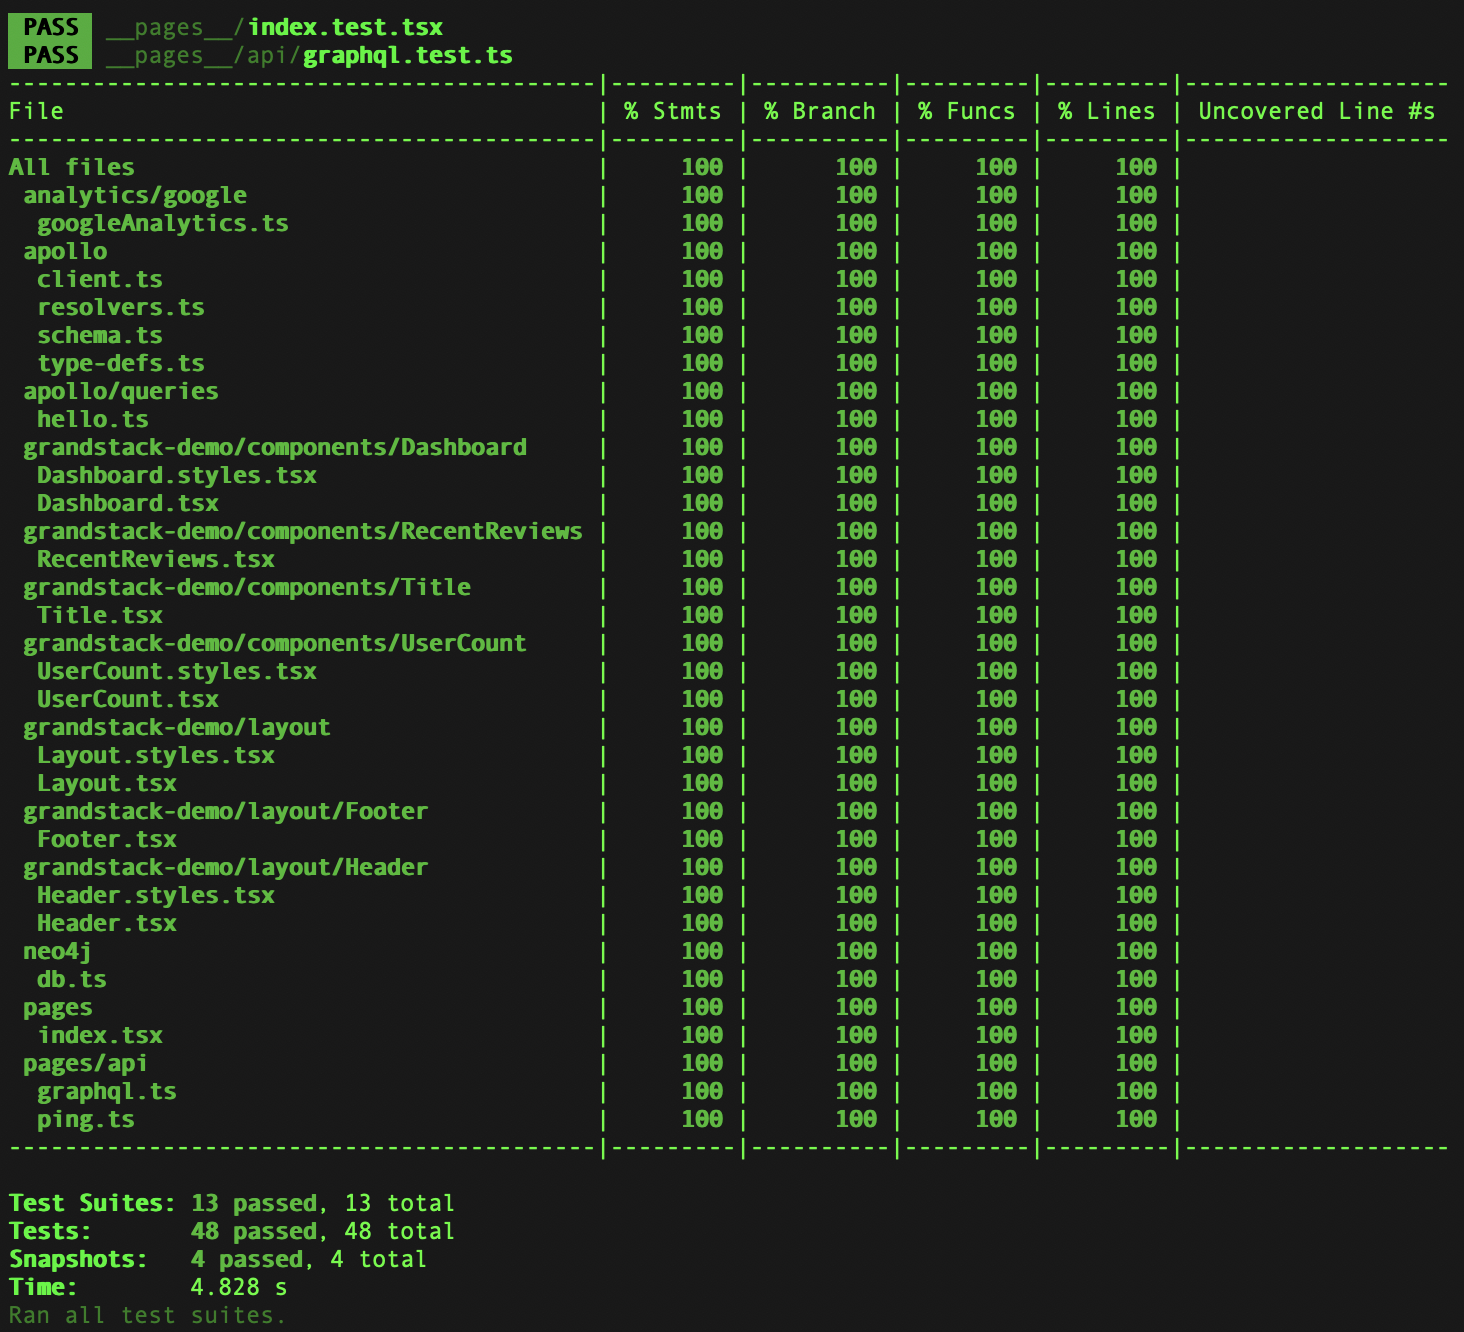 PASS __pages__/index.test.tsx
PASS __pages__/api/graphql.test.ts
------------------------------------------|---------|----------|---------|---------|-------------------
File                                      | % Stmts | % Branch | % Funcs | % Lines | Uncovered Line #s
------------------------------------------|---------|----------|---------|---------|-------------------
All files                                 |     100 |      100 |     100 |     100 |
 analytics/google                         |     100 |      100 |     100 |     100 |
  googleAnalytics.ts                      |     100 |      100 |     100 |     100 |
 apollo                                   |     100 |      100 |     100 |     100 |
  client.ts                               |     100 |      100 |     100 |     100 |
  resolvers.ts                            |     100 |      100 |     100 |     100 |
  schema.ts                               |     100 |      100 |     100 |     100 |
  type-defs.ts                            |     100 |      100 |     100 |     100 |
 apollo/queries                           |     100 |      100 |     100 |     100 |
  hello.ts                                |     100 |      100 |     100 |     100 |
 grandstack-demo/components/Dashboard     |     100 |      100 |     100 |     100 |
  Dashboard.styles.tsx                    |     100 |      100 |     100 |     100 |
  Dashboard.tsx                           |     100 |      100 |     100 |     100 |
 grandstack-demo/components/RecentReviews |     100 |      100 |     100 |     100 |
  RecentReviews.tsx                       |     100 |      100 |     100 |     100 |
 grandstack-demo/components/Title         |     100 |      100 |     100 |     100 |
  Title.tsx                               |     100 |      100 |     100 |     100 |
 grandstack-demo/components/UserCount     |     100 |      100 |     100 |     100 |
  UserCount.styles.tsx                    |     100 |      100 |     100 |     100 |
  UserCount.tsx                           |     100 |      100 |     100 |     100 |
 grandstack-demo/layout                   |     100 |      100 |     100 |     100 |
  Layout.styles.tsx                       |     100 |      100 |     100 |     100 |
  Layout.tsx                              |     100 |      100 |     100 |     100 |
 grandstack-demo/layout/Footer            |     100 |      100 |     100 |     100 |
  Footer.tsx                              |     100 |      100 |     100 |     100 |
 grandstack-demo/layout/Header            |     100 |      100 |     100 |     100 |
  Header.styles.tsx                       |     100 |      100 |     100 |     100 |
  Header.tsx                              |     100 |      100 |     100 |     100 |
 neo4j                                    |     100 |      100 |     100 |     100 |
  db.ts                                   |     100 |      100 |     100 |     100 |
 pages                                    |     100 |      100 |     100 |     100 |
  index.tsx                               |     100 |      100 |     100 |     100 |
 pages/api                                |     100 |      100 |     100 |     100 |
  graphql.ts                              |     100 |      100 |     100 |     100 |
  ping.ts                                 |     100 |      100 |     100 |     100 |
------------------------------------------|---------|----------|---------|---------|-------------------
Test Suites: 13 passed, 13 total
Tests:       48 passed, 48 total
Snapshots:   4 passed, 4 total
Time:        4.828 s
Ran all test suites.